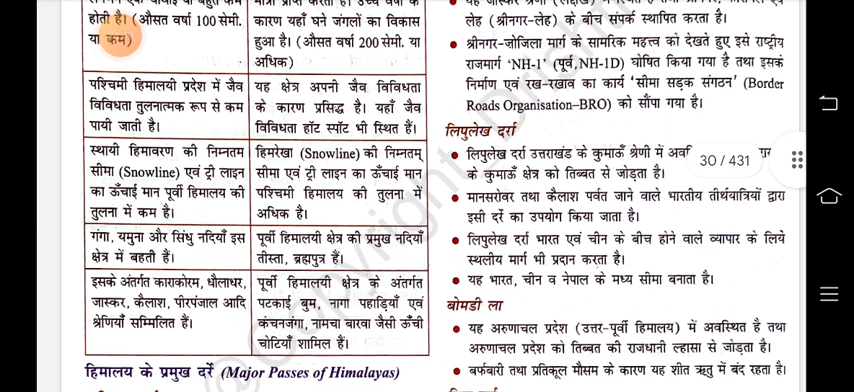 होती है। (औसत वर्षा 100 सेमी.
या कम)
कारण यहाँ घने जंगलों का विकास
हुआ है। (औसत वर्षा 200 सेमी. या
अधिक)
पश्चिमी हिमालयी प्रदेश में जैव
विविधता तुलनात्मक रूप से कम
पायी जाती है।
यह क्षेत्र अपनी जैव विविधता
के कारण प्रसिद्ध है। यहाँ जैव
विविधता हॉट स्पॉट भी स्थित हैं।
स्थायी हिमावरण की निम्नतम
सीमा (Snowline) एवं ट्री लाइन
का ऊँचाई मान पूर्वी हिमालय की
तुलना में कम है।
हिमरेखा (Snowline) की निम्नतम्
सीमा एवं ट्री लाइन का ऊँचाई मान
पश्चिमी हिमालय की तुलना में
अधिक है।
गंगा, यमुना और सिंधु नदियाँ इस
क्षेत्र में बहती हैं।
पूर्वी हिमालयी क्षेत्र की प्रमुख नदियाँ
तीस्ता, ब्रह्मपुत्र हैं।
इसके अंतर्गत काराकोरम, धौलाधर,
जास्कर, कैलाश, पीरपंजाल आदि
श्रेणियाँ सम्मिलित हैं।
पूर्वी हिमालयी क्षेत्र के अंतर्गत
पटकाई बुम, नागा पहाड़ियाँ एवं
कंचनजंगा, नामचा बारवा जैसी ऊँची
चोटियाँ शामिल हैं।
हिमालय के प्रमुख दर्रे (Major Passes of Himalayas)
लेह (श्रीनगर-लेह) के बीच संपर्क स्थापित करता है।
• श्रीनगर-जोजिला मार्ग के सामरिक महत्त्व को देखते हुए इसे राष्ट्रीय
राजमार्ग 'NH-1' (पूर्व, NH-1D) घोषित किया गया है तथा इसके
निर्माण एवं रख-रखाव का कार्य 'सीमा सड़क संगठन' (Border
Roads Organisation-BRO) को सौंपा गया है।
लिपुलेख दर्रा
• लिपुलेख दर्रा उत्तराखंड के कुमाऊँ श्रेणी में
के कुमाऊँ क्षेत्र को तिब्बत से जोड़ता है।
30 / 431
• मानसरोवर तथा कैलाश पर्वत जाने वाले भारतीय तीर्थयात्रियों द्वारा
इसी दर्रे का उपयोग किया जाता है।
• लिपुलेख दर्रा भारत एवं चीन के बीच होने वाले व्यापार के लिये
स्थलीय मार्ग भी प्रदान करता है।
• यह भारत, चीन व नेपाल के मध्य सीमा बनाता है।
बोमडी ला
• यह अरुणाचल प्रदेश (उत्तर-पूर्वी हिमालय) में अवस्थित है तथा
अरुणाचल प्रदेश को तिब्बत की राजधानी ल्हासा से जोड़ता है।
• बर्फबारी तथा प्रतिकूल मौसम के कारण यह शीत ऋतु में बंद रहता है।